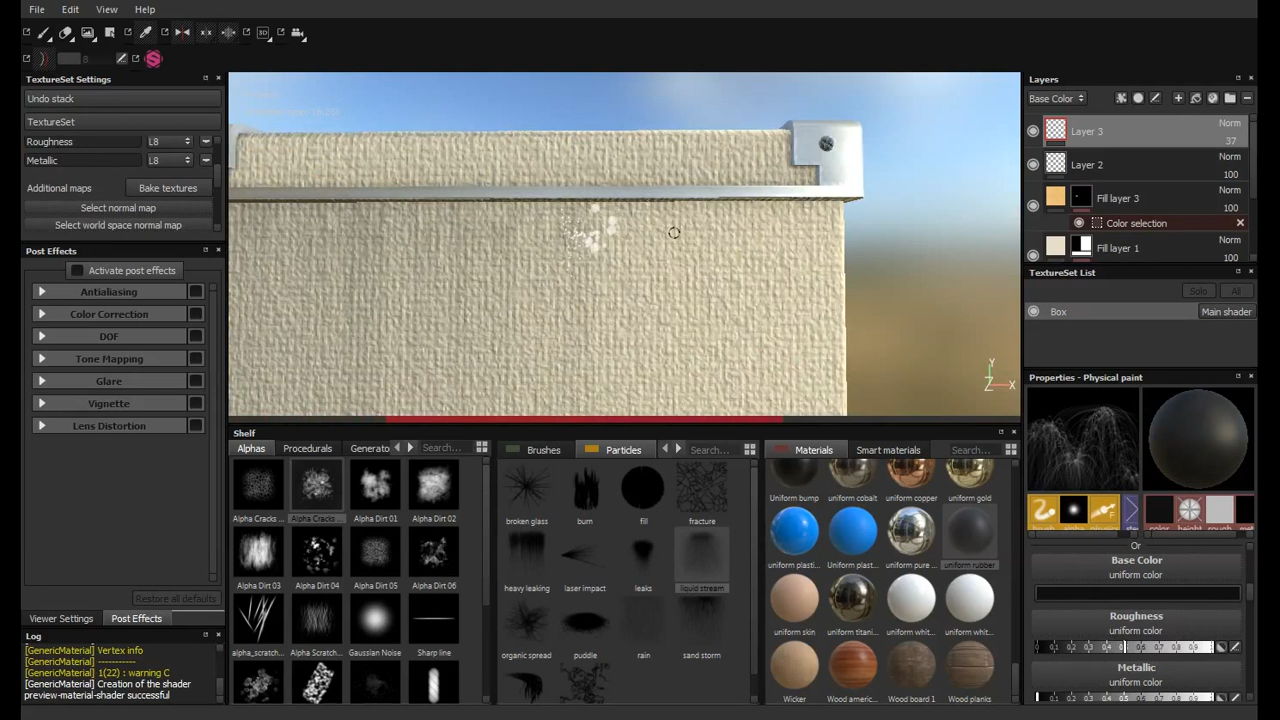 File Edit View Help
3D
8
TextureSet Settings
Undo stack
TextureSet
Roughness L8
Metallic L8
Additional maps Bake textures
Select normal map
Select world space normal map
Post Effects
Activate post effects
Antialiasing
Color Correction
DOF
Tone Mapping
Glare
Vignette
Lens Distortion
Restore all defaults
Viewer Settings Post Effects
Log
[GenericMaterial] Vertex info
[GenericMaterial] -----------
[GenericMaterial] 1(22) : warning C
[GenericMaterial] Creation of the shader
preview-material-shader successful
Y
Z X
Shelf
Alphas Procedurals Generato Search...
Alpha Cracks ... Alpha Cracks ... Alpha Dirt 01 Alpha Dirt 02
Alpha Dirt 03 Alpha Dirt 04 Alpha Dirt 05 Alpha Dirt 06
alpha_scratch... Alpha Scratch... Gaussian Noise Sharp line
Brushes Particles Search...
broken glass burn fill fracture
heavy leaking laser impact leaks liquid stream
organic spread puddle rain sand storm
Materials Smart materials Search...
Uniform bump uniform cobalt uniform copper uniform gold
uniform plasti... Uniform plast... uniform pure ... uniform rubber
uniform skin uniform titani... uniform whit... uniform whit...
Wicker Wood americ... Wood board 1 Wood planks
Layers
Base Color
Layer 3 Norm
37
Layer 2 Norm
100
Fill layer 3 Norm
100
Color selection
Fill layer 1 Norm
100
TextureSet List
Solo All
Box Main shader
Properties - Physical paint
brush alpha physics color height
Or
Base Color
uniform color
Roughness
uniform color
Metallic
uniform color